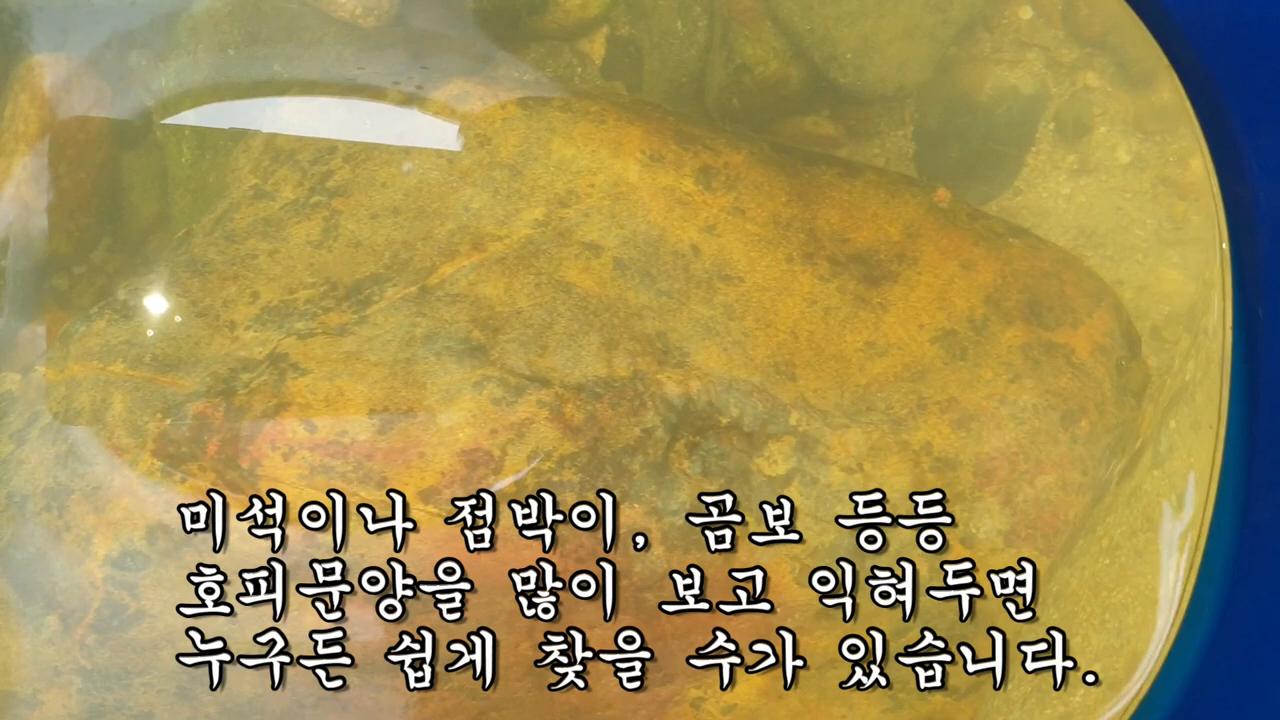 미석이나 점박이, 곰보 등등
호피문양을 많이 보고 익혀두면
누구든 쉽게 찾을 수가 있습니다.